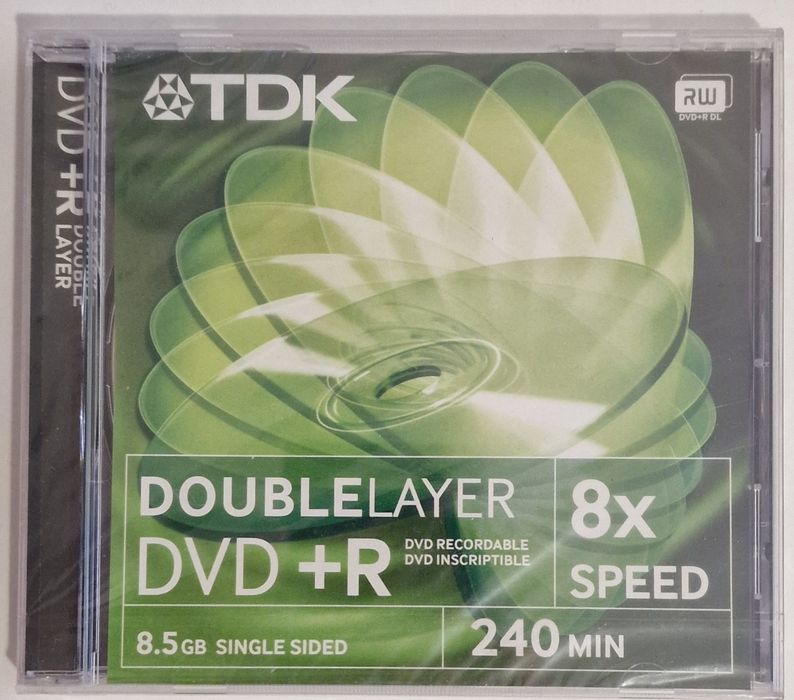 TDK
RW
DVD+R DL
DVD +R DOUBLE
LAYER
DOUBLELAYER
DVD +R
DVD RECORDABLE
DVD INSCRIPTIBLE
8x
SPEED
8.5GB SINGLE SIDED
240 MIN